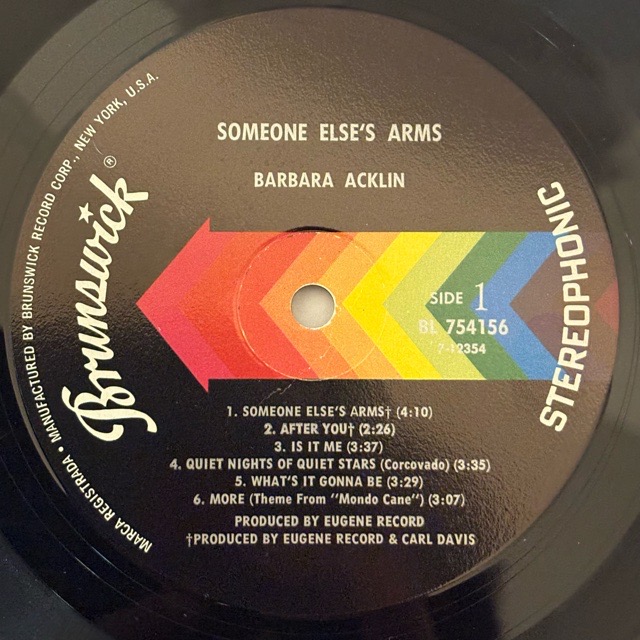 SOMEONE ELSE'S ARMS
BARBARA ACKLIN
Brunswick®
STEREOPHONIC
SIDE 1
BL 754156
7-12354
1. SOMEONE ELSE'S ARMS† (4:10)
2. AFTER YOU† (2:26)
3. IS IT ME (3:37)
4. QUIET NIGHTS OF QUIET STARS (Corcovado) (3:35)
5. WHAT'S IT GONNA BE (3:29)
6. MORE (Theme From "Mondo Cane") (3:07)
PRODUCED BY EUGENE RECORD
†PRODUCED BY EUGENE RECORD & CARL DAVIS
MARCA REGISTRADA • MANUFACTURED BY BRUNSWICK RECORD CORP., NEW YORK, U.S.A.